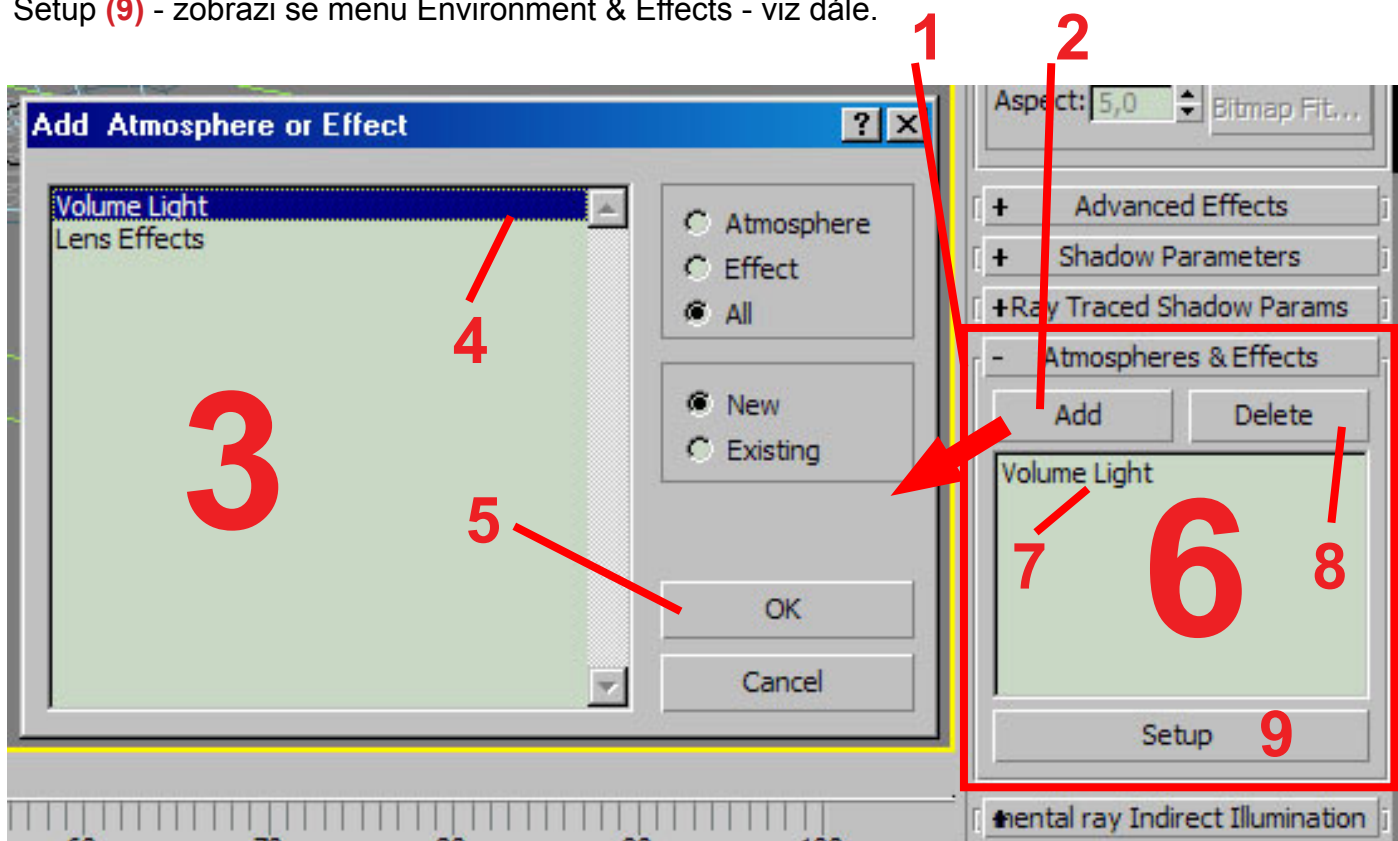 Setup (9) - zobrazí se menu Environment & Effects - viz dále.
1 2
Add Atmosphere or Effect
Volume Light
Lens Effects
4
3
Atmosphere
Effect
All
New
Existing
5
OK
Cancel
Aspect: 5,0 Bitmap Fit...
+ Advanced Effects
+ Shadow Parameters
+Ray Traced Shadow Params
- Atmospheres & Effects
Add Delete
Volume Light
7 6 8
Setup 9
mental ray Indirect Illumination